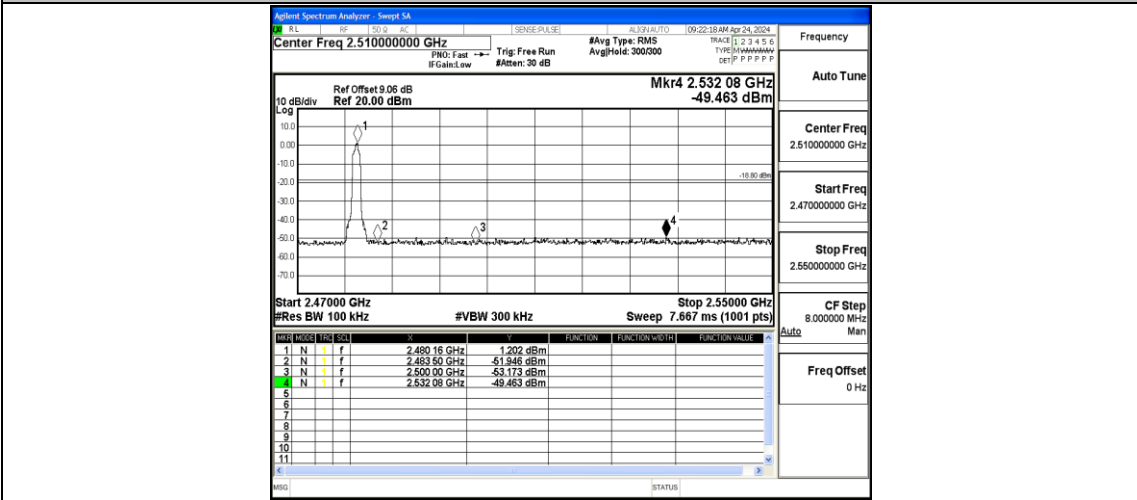 Agilent Spectrum Analyzer - Swept SA
RL RF 50 Ω AC SENSE:PULSE ALIGN AUTO 09:22:18 AM Apr 24, 2024
Center Freq 2.510000000 GHz #Avg Type: RMS TRACE 1 2 3 4 5 6 Frequency
PNO: Fast Trig: Free Run Avg|Hold: 300/300 TYPE MWWWWW
IFGain:Low #Atten: 30 dB DET P P P P P P
Auto Tune
Mkr4 2.532 08 GHz
Ref Offset 9.06 dB
10 dB/div Ref 20.00 dBm -49.463 dBm
Log
10.0
0.00
-10.0
-20.0
-30.0
-40.0
-50.0
-60.0
-70.0
1
2
3
4
-18.80 dBm
Center Freq
2.510000000 GHz
Start Freq
2.470000000 GHz
Stop Freq
2.550000000 GHz
Start 2.47000 GHz Stop 2.55000 GHz
#Res BW 100 kHz #VBW 300 kHz Sweep 7.667 ms (1001 pts)
CF Step
8.000000 MHz
Auto Man
Freq Offset
0 Hz
MKR MODE TRC SCL X Y FUNCTION FUNCTION WIDTH FUNCTION VALUE
1 N 1 f 2.480 16 GHz 1.202 dBm
2 N 1 f 2.483 50 GHz -51.946 dBm
3 N 1 f 2.500 00 GHz -53.173 dBm
4 N 1 f 2.532 08 GHz -49.463 dBm
5
6
7
8
9
10
11
MSG STATUS